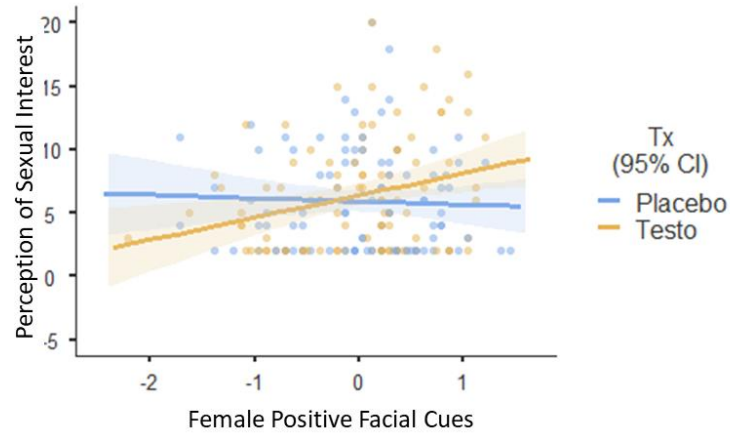 Perception of Sexual Interest
20
15
10
5
0
-5
-2
-1
0
1
Female Positive Facial Cues
Tx
(95% CI)
Placebo
Testo